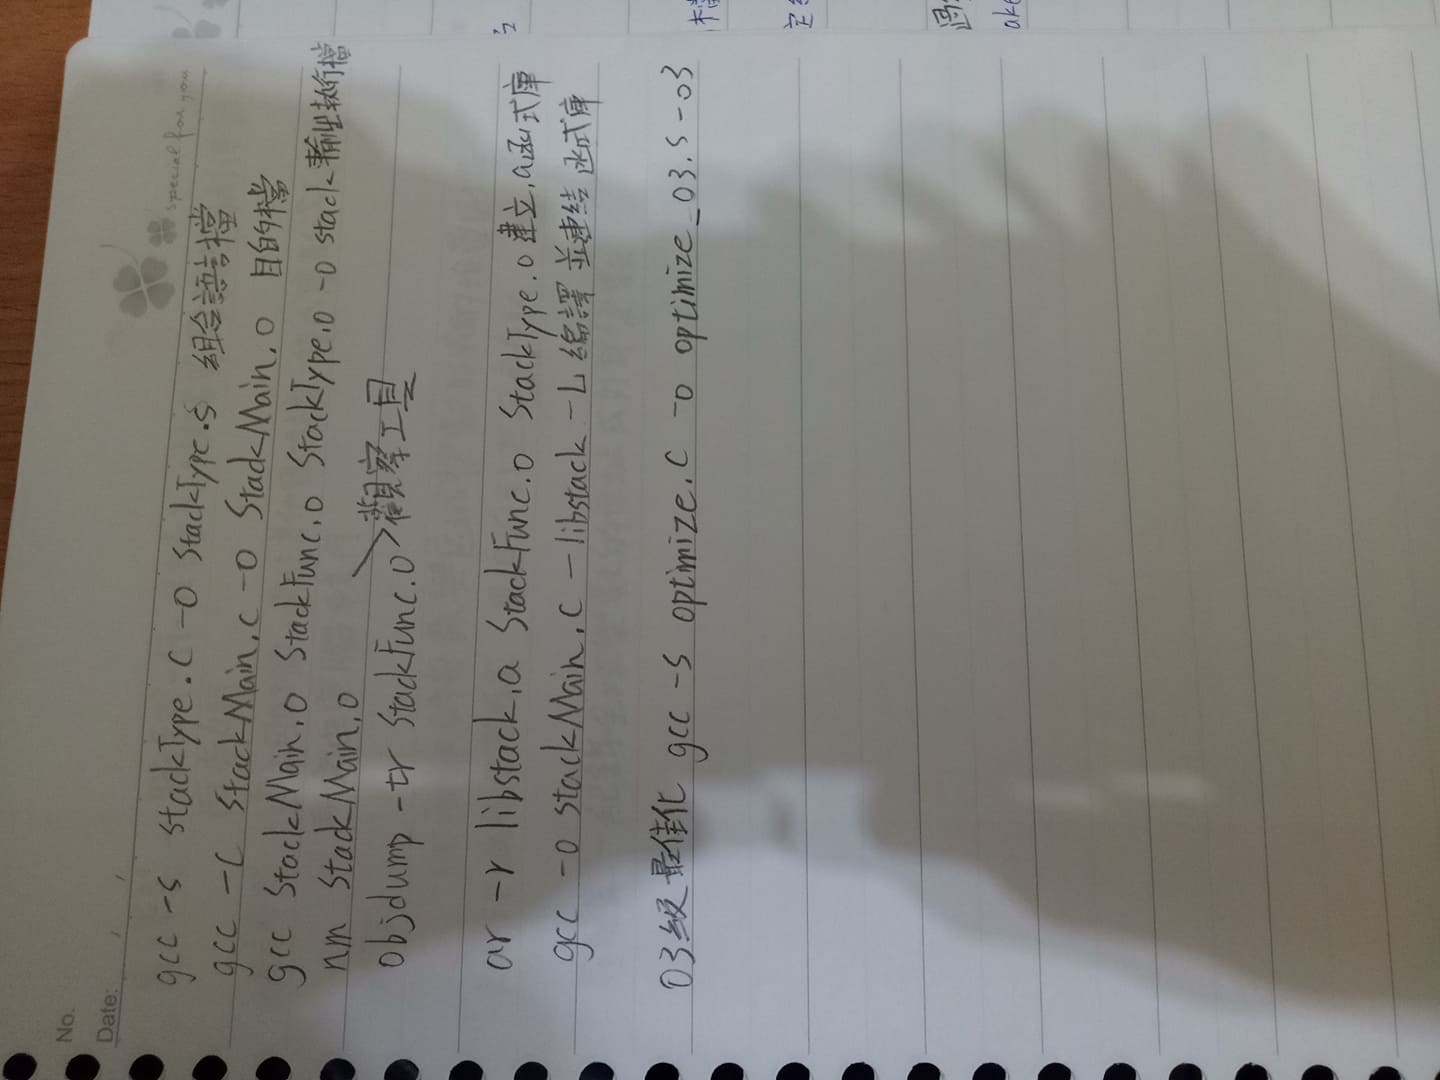 No.
Date: / /
special for you
gcc -S StackType.c -o StackType.s 組合語言檔
gcc -c StackMain.c -o StackMain.o 目的檔
gcc StackMain.o StackFunc.o StackType.o -o stack 輸出執行檔
nm StackMain.o
objdump -tr StackFunc.o > 觀察工具
ar -r libstack.a StackFunc.o StackType.o 建立.a函式庫
gcc -o stackMain.c -libstack -L 編譯並連結函式庫
O3級最佳化 gcc -S optimize.c -o optimize_O3.s -O3
檔
定
ake